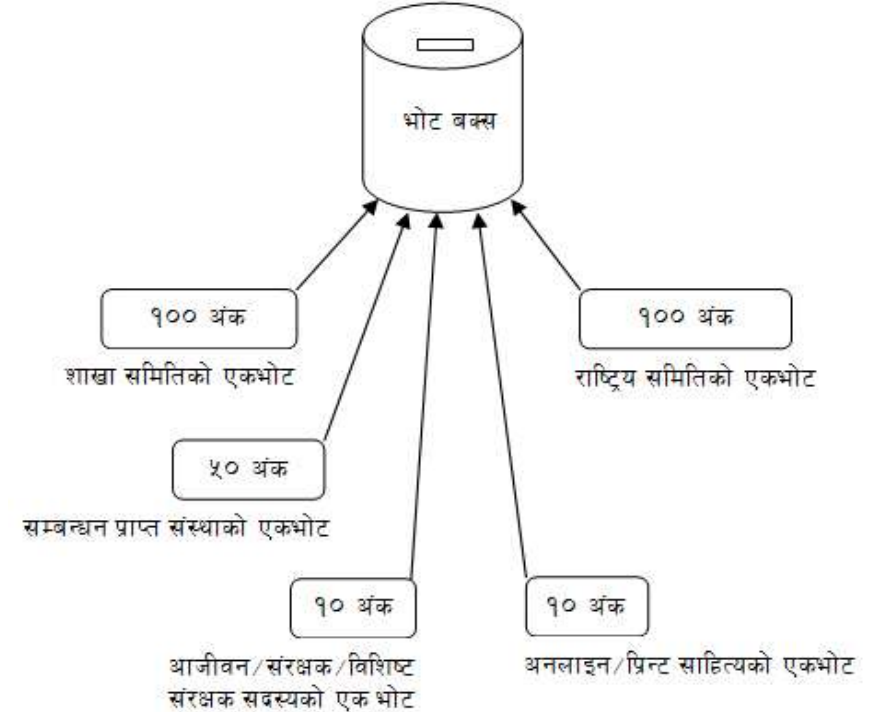 भोट बक्स
१०० अंक
शाखा समितिको एकभोट
१०० अंक
राष्ट्रिय समितिको एकभोट
५० अंक
सम्बन्धन प्राप्त संस्थाको एकभोट
१० अंक
आजीवन/संरक्षक/विशिष्ट
संरक्षक सदस्यको एक भोट
१० अंक
अनलाइन/प्रिन्ट साहित्यको एकभोट